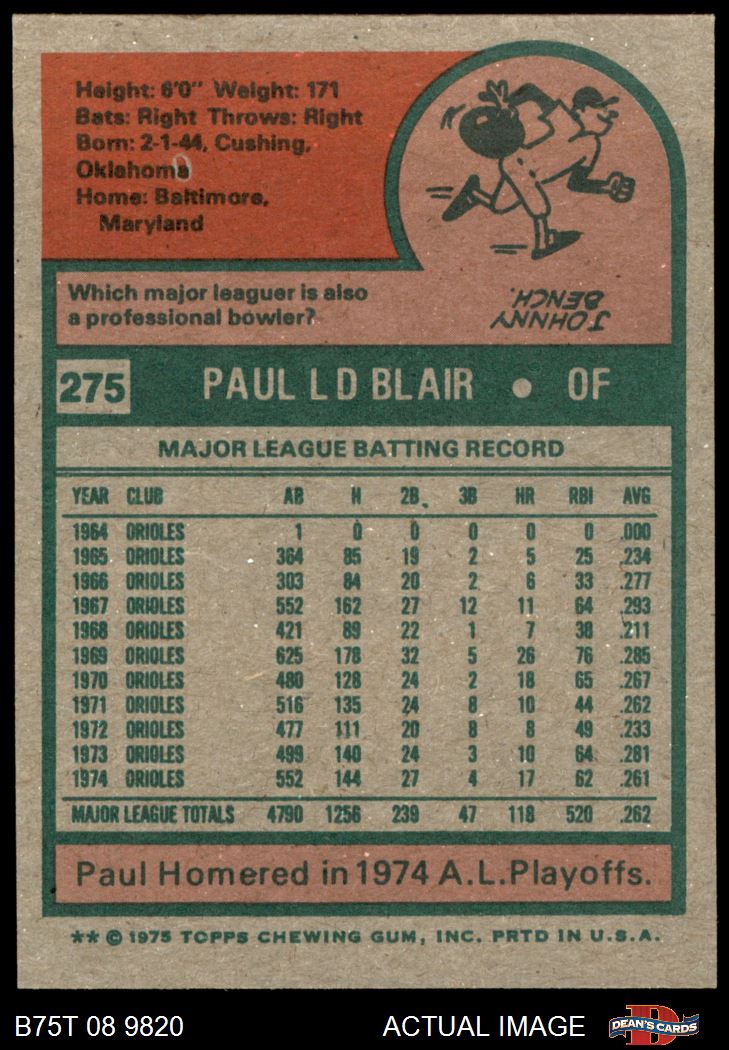 Height: 6'0" Weight: 171
Bats: Right Throws: Right
Born: 2-1-44, Cushing,
Oklahoma
Home: Baltimore,
Maryland
Which major leaguer is also
a professional bowler?
JOHNNY
BENCH.
275 PAUL L D BLAIR • OF
MAJOR LEAGUE BATTING RECORD
YEAR CLUB AB H 2B. 3B HR RBI AVG
1964 ORIOLES 1 0 0 0 0 0 .000
1965 ORIOLES 364 85 19 2 5 25 .234
1966 ORIOLES 303 84 20 2 6 33 .277
1967 ORIOLES 552 162 27 12 11 64 .293
1968 ORIOLES 421 89 22 1 7 38 .211
1969 ORIOLES 625 178 32 5 26 76 .285
1970 ORIOLES 480 128 24 2 18 65 .267
1971 ORIOLES 516 135 24 8 10 44 .262
1972 ORIOLES 477 111 20 8 8 49 .233
1973 ORIOLES 499 140 24 3 10 64 .281
1974 ORIOLES 552 144 27 4 17 62 .261
MAJOR LEAGUE TOTALS 4790 1256 239 47 118 520 .262
Paul Homered in 1974 A.L. Playoffs.
** © 1975 TOPPS CHEWING GUM, INC. PRTD IN U.S.A.
B75T 08 9820 ACTUAL IMAGE DEAN'S CARDS